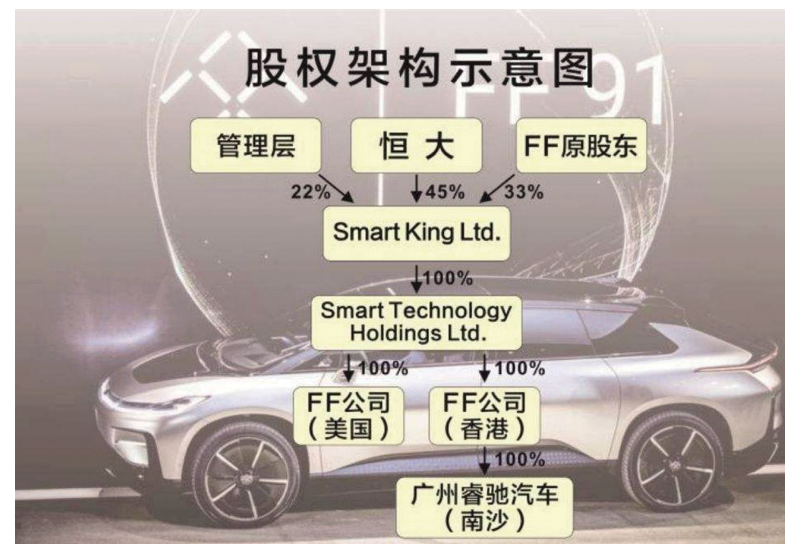 股权架构示意图
FF 91
管理层
恒大
FF原股东
22%
45%
33%
Smart King Ltd.
100%
Smart Technology
Holdings Ltd.
100%
100%
FF公司
（美国）
FF公司
（香港）
100%
广州睿驰汽车
（南沙）